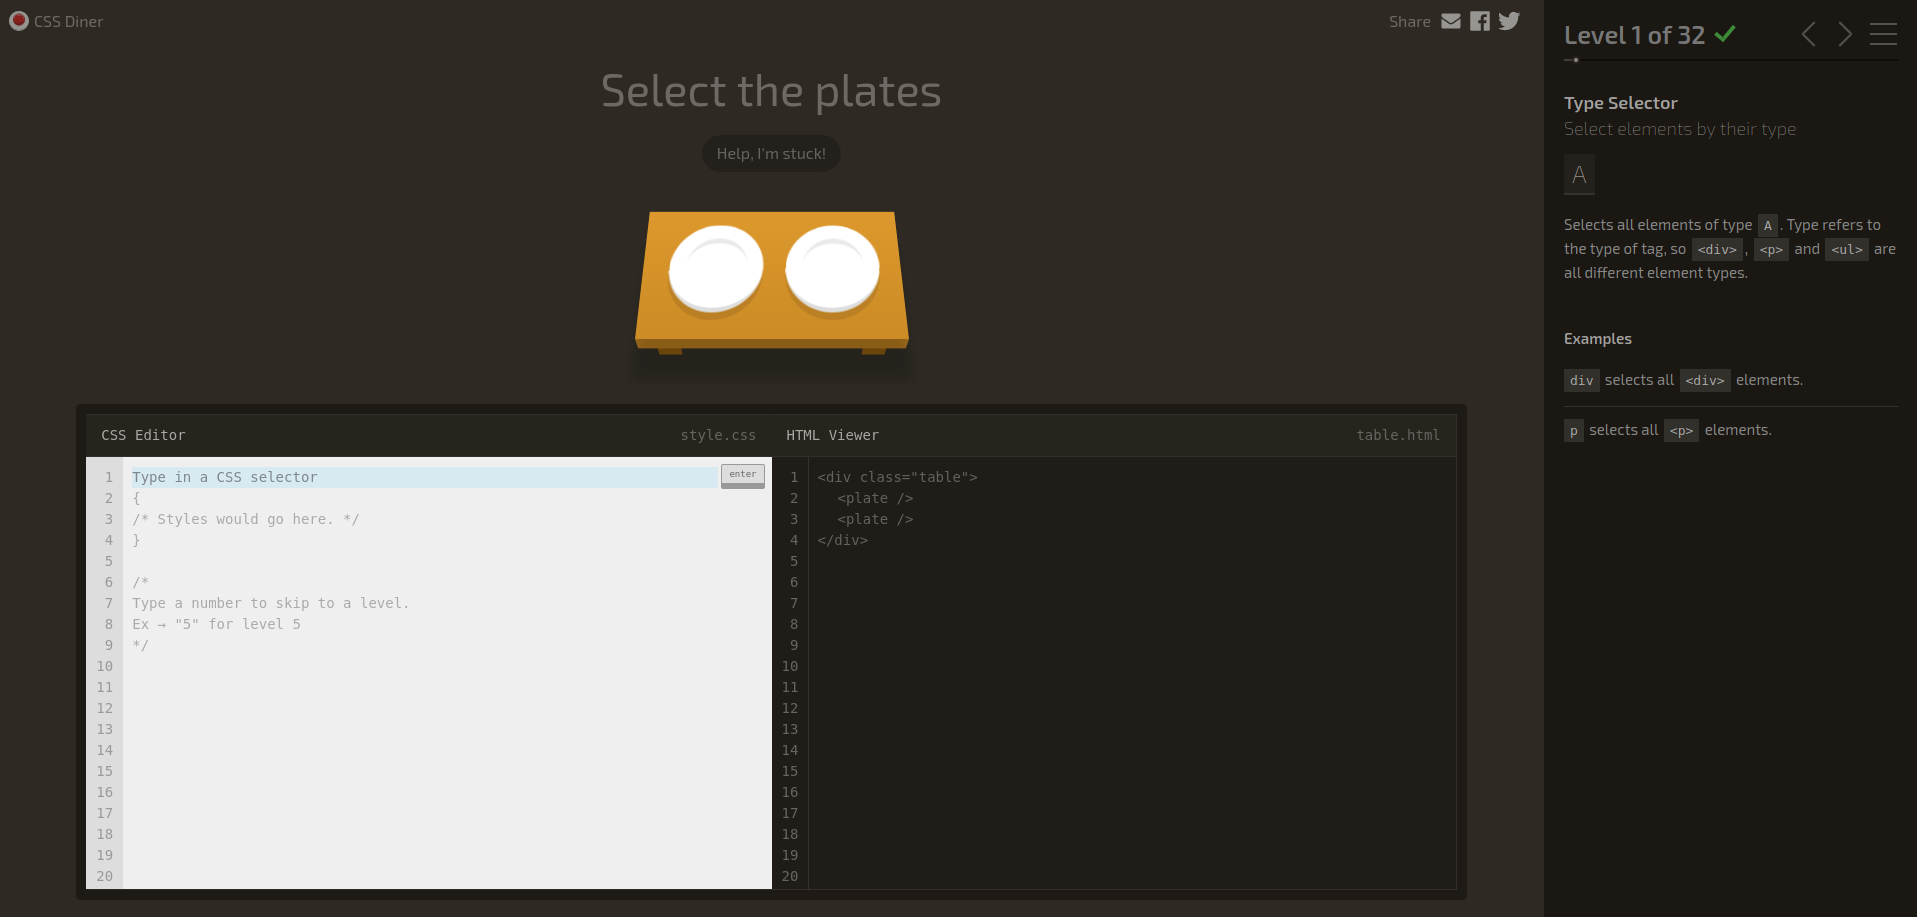 CSS Diner
Share
Select the plates
Help, I'm stuck!
CSS Editor
style.css
1 Type in a CSS selector
enter
2 {
3 /* Styles would go here. */
4 }
5
6 /*
7 Type a number to skip to a level.
8 Ex → "5" for level 5
9 */
10
11
12
13
14
15
16
17
18
19
20
HTML Viewer
table.html
1 <div class="table">
2 <plate />
3 <plate />
4 </div>
5
6
7
8
9
10
11
12
13
14
15
16
17
18
19
20
Level 1 of 32
Type Selector
Select elements by their type
A
Selects all elements of type A. Type refers to
the type of tag, so <div>, <p> and <ul> are
all different element types.
Examples
div selects all <div> elements.
p selects all <p> elements.